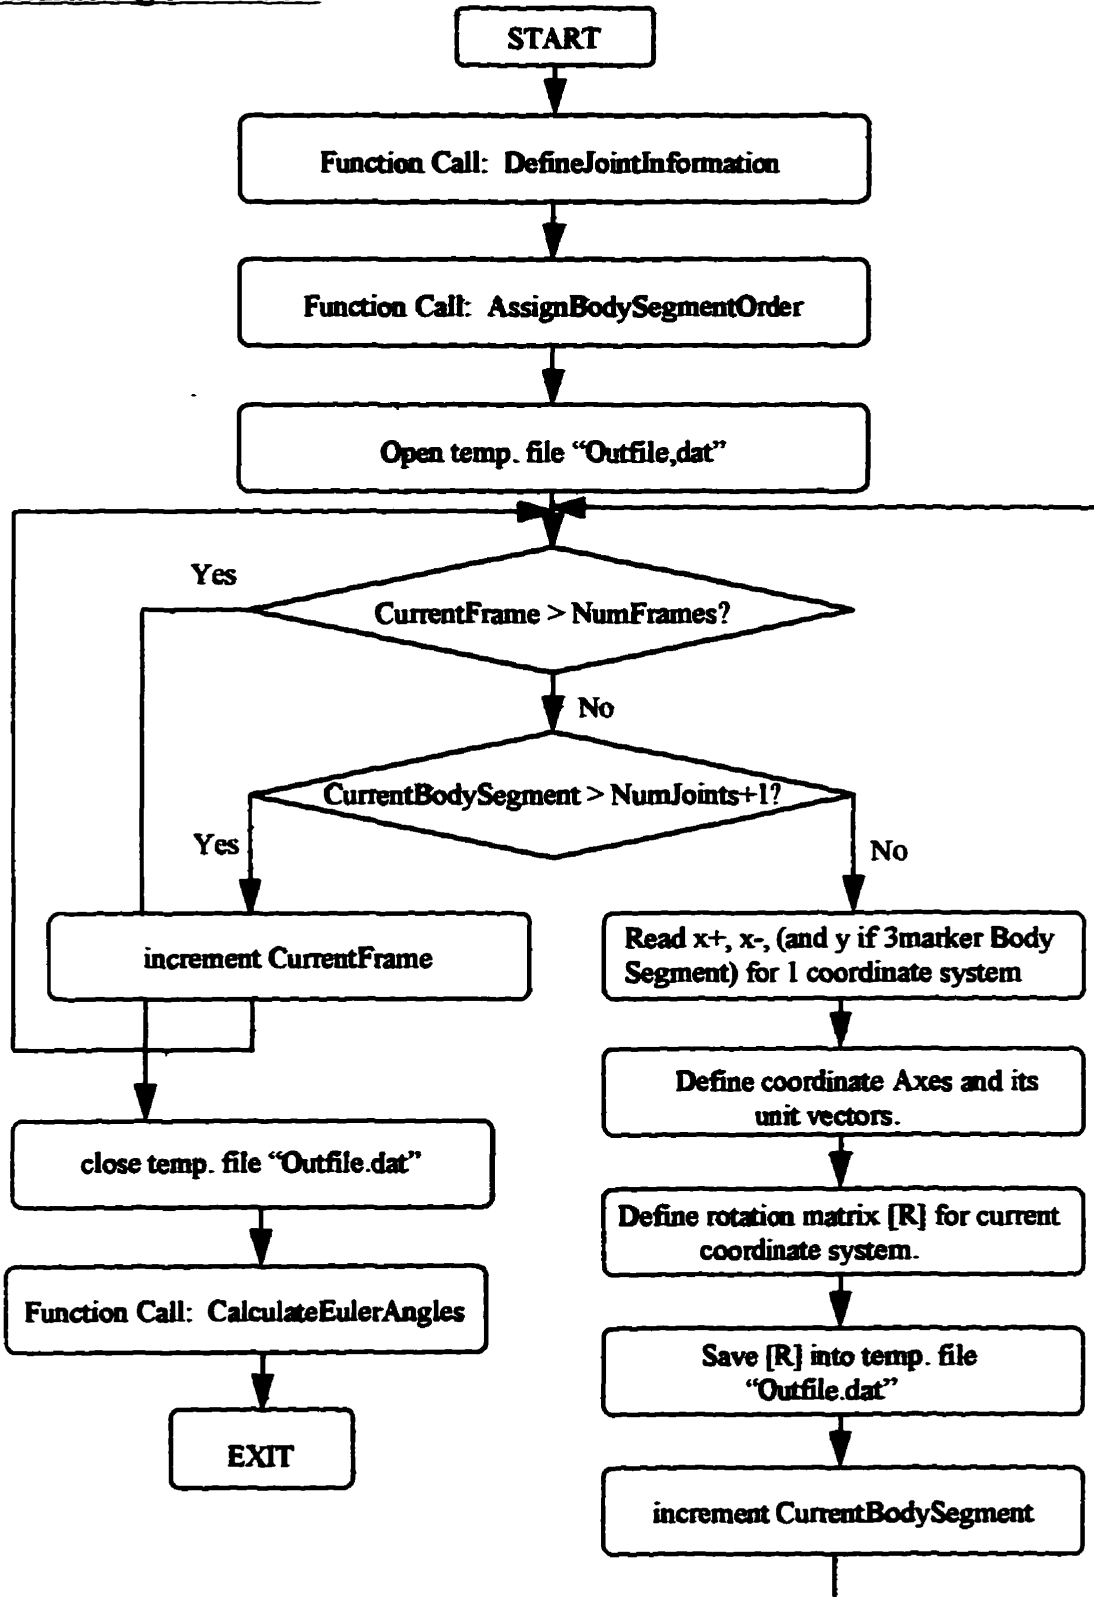 START
Function Call: DefineJointInformation
Function Call: AssignBodySegmentOrder
Open temp. file “Outfile,dat”
Yes
CurrentFrame > NumFrames?
No
CurrentBodySegment > NumJoints+1?
Yes
No
increment CurrentFrame
Read x+, x-, (and y if 3marker Body
Segment) for 1 coordinate system
Define coordinate Axes and its
unit vectors.
close temp. file “Outfile.dat”
Define rotation matrix [R] for current
coordinate system.
Function Call: CalculateEulerAngles
Save [R] into temp. file
“Outfile.dat”
EXIT
increment CurrentBodySegment